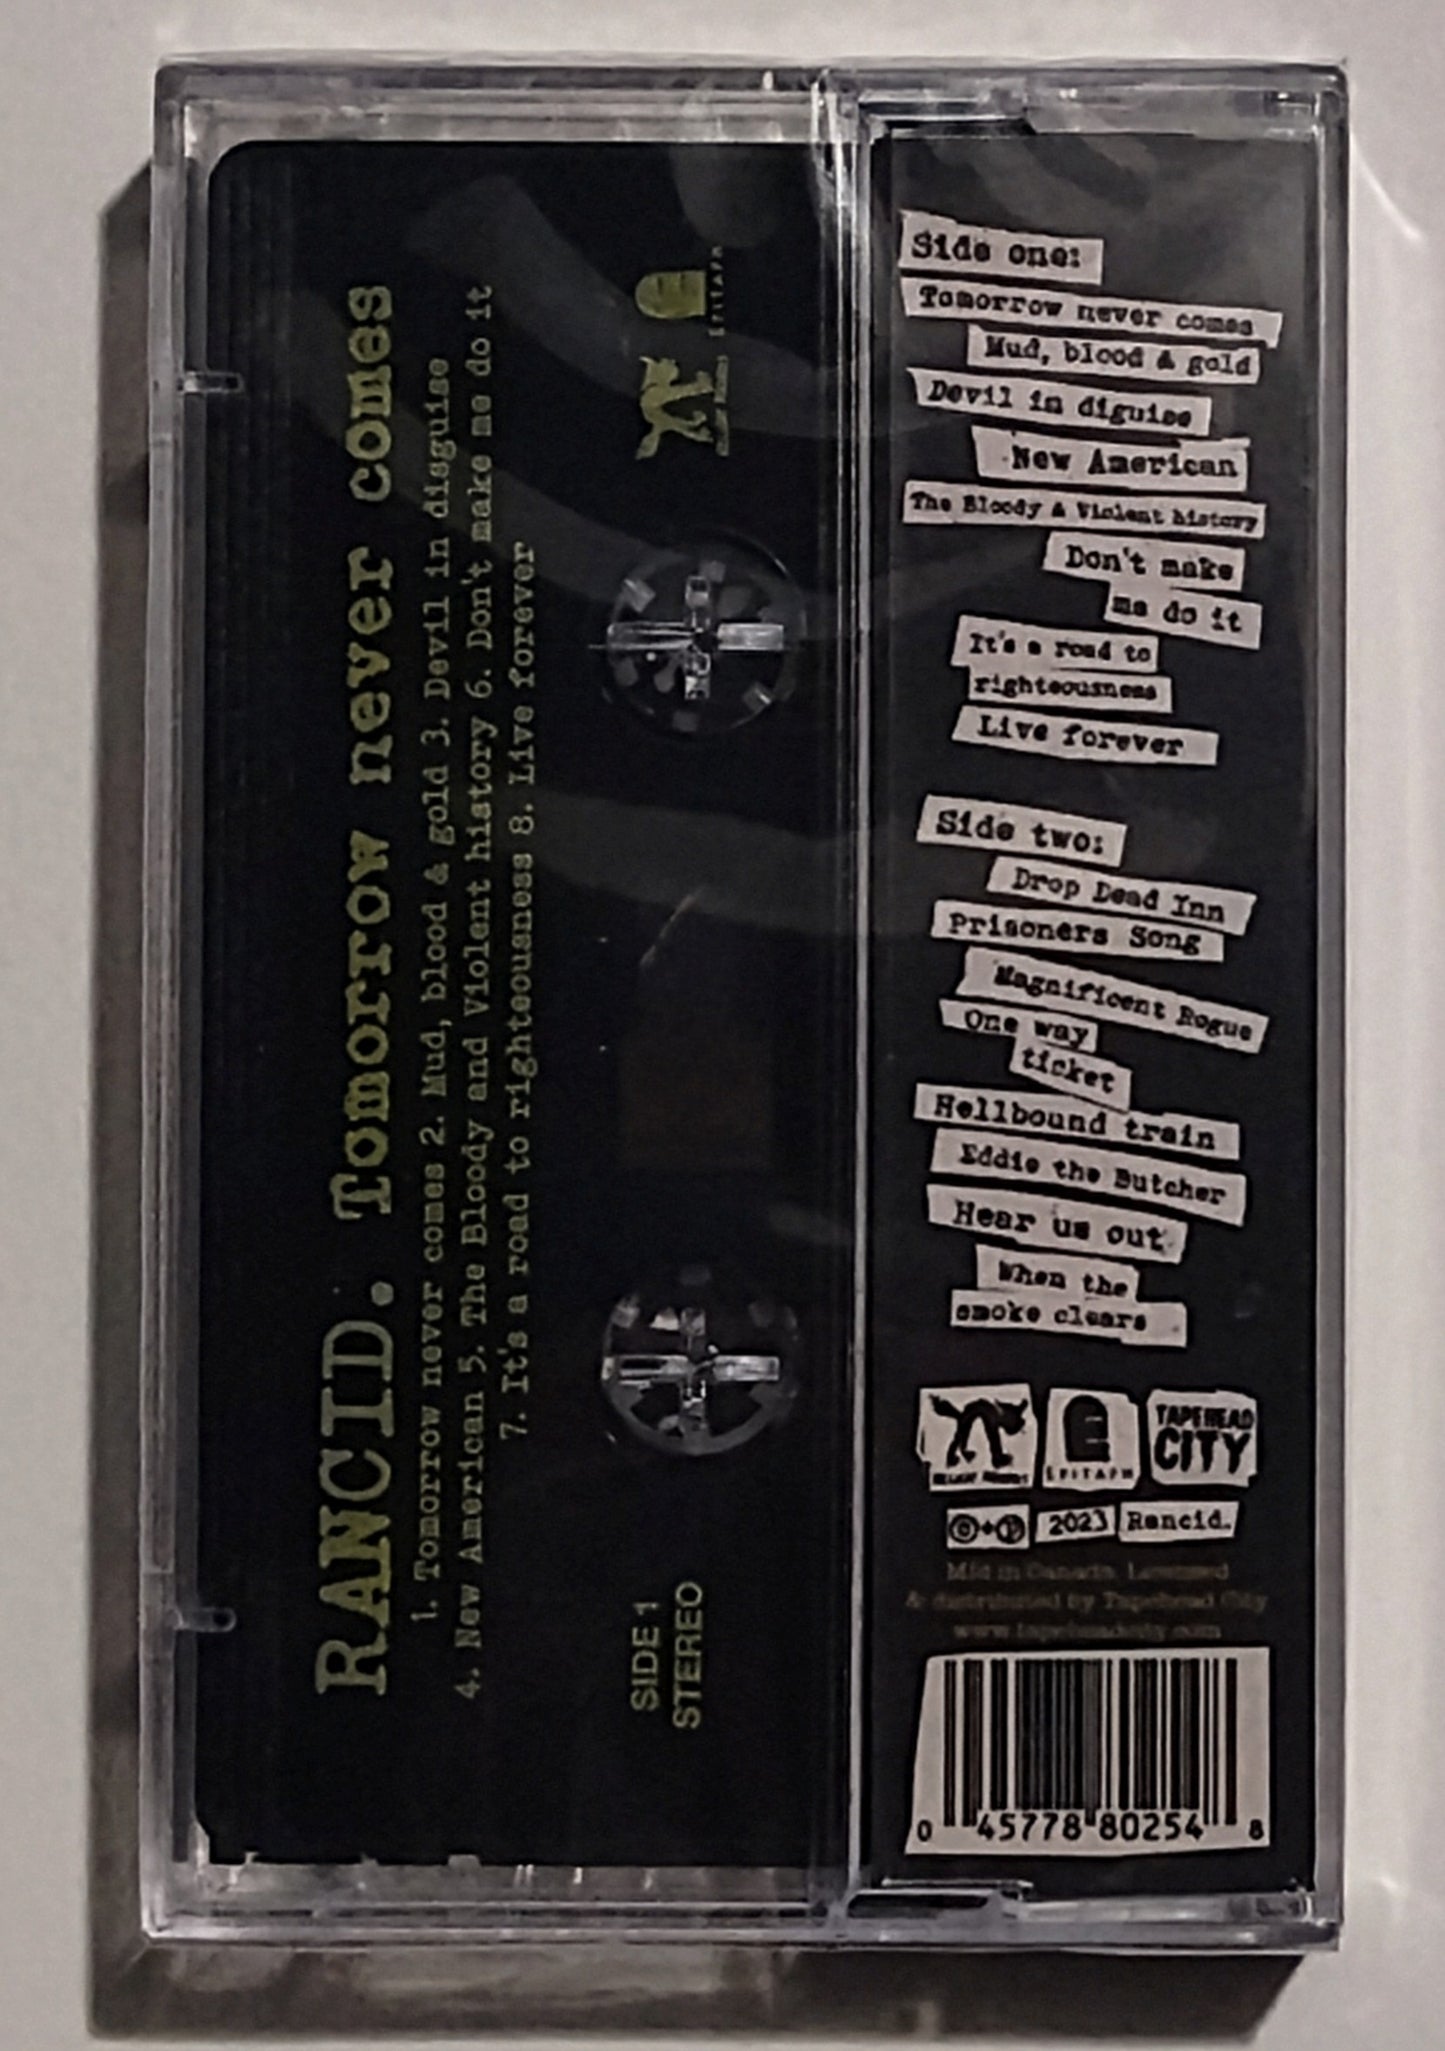 RANCID. Tomorrow never comes
1. Tomorrow never comes 2. Mud, blood & gold 3. Devil in disguise
4. New American 5. The Bloody and Violent history 6. Don't make me do it
7. It's a road to righteousness 8. Live forever
SIDE 1
STEREO
EPITAPH
Side one:
Tomorrow never comes
Mud, blood & gold
Devil in diguise
New American
The Bloody & Violent history
Don't make
me do it
It's a road to
righteousness
Live forever
Side two:
Drop Dead Inn
Prisoners Song
Magnificent Rogue
One way
ticket
Hellbound train
Eddie the Butcher
Hear us out
When the
smoke clears
EPITAPH
TAPEHEAD
CITY
©+℗ 2023 Rancid.
Mfd in Canada. Licensed
& distributed by Tapehead City
www.tapeheadcity.com
0 45778 80254 8